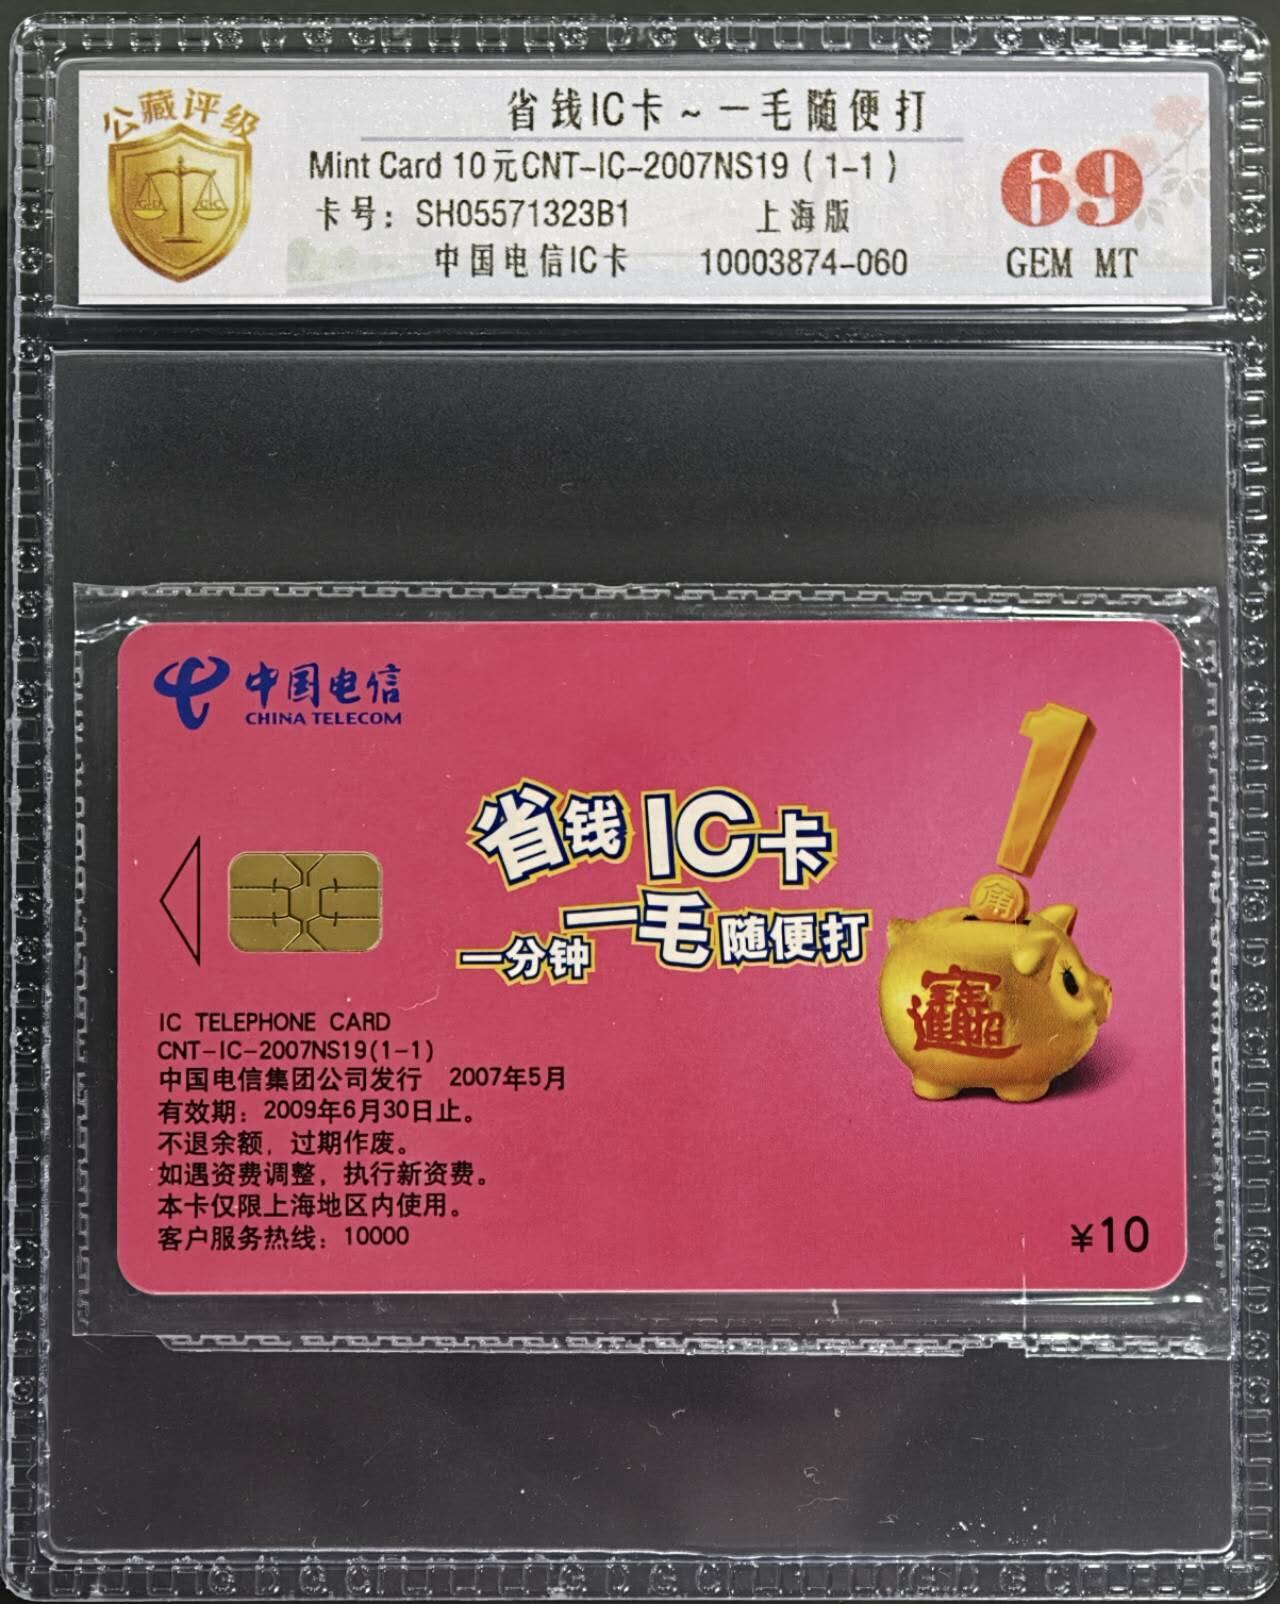 公藏评级
GD CC
省钱IC卡~一毛随便打
Mint Card 10元CNT-IC-2007NS19(1-1)
卡号：SH05571323B1 上海版
中国电信IC卡 10003874-060
69
GEM MT
中国电信
CHINA TELECOM
省钱IC卡
一分钟一毛随便打
1
角
招财进宝
IC TELEPHONE CARD
CNT-IC-2007NS19(1-1)
中国电信集团公司发行 2007年5月
有效期：2009年6月30日止。
不退余额，过期作废。
如遇资费调整，执行新资费。
本卡仅限上海地区内使用。
客户服务热线：10000
¥10